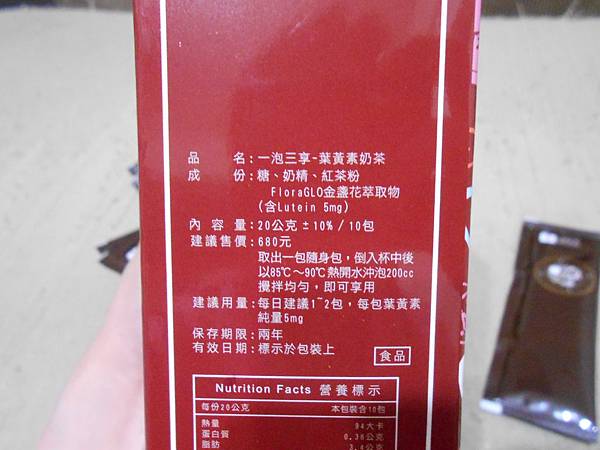 品　　名:一泡三享-葉黃素奶茶
成　　份:糖、奶精、紅茶粉
FloraGLO金盞花萃取物
(含Lutein 5mg)
內 容 量:20公克±10% / 10包
建議售價:680元
取出一包隨身包，倒入杯中後
以85℃～90℃熱開水沖泡200cc
攪拌均勻，即可享用
建議用量:每日建議1~2包，每包葉黃素
純量5mg
保存期限:兩年
有效日期:標示於包裝上
食品
Nutrition Facts 營養標示
每份20公克 本包裝含10包
熱量 94大卡
蛋白質 0.36公克
脂肪 3.4公克